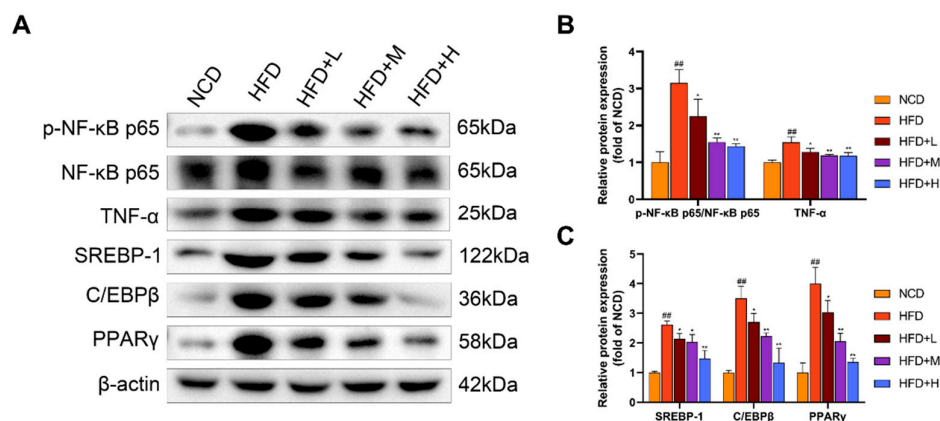 A
NCD HFD HFD+L HFD+M HFD+H
p-NF-κB p65 65kDa
NF-κB p65 65kDa
TNF-α 25kDa
SREBP-1 122kDa
C/EBPβ 36kDa
PPARγ 58kDa
β-actin 42kDa
B
Relative protein expression
(fold of NCD)
4
3
2
1
0
## * ** **
## * ** **
p-NF-κB p65/NF-κB p65 TNF-α
NCD
HFD
HFD+L
HFD+M
HFD+H
C
Relative protein expression
(fold of NCD)
5
4
3
2
1
0
## * * **
## * ** **
## * ** **
SREBP-1 C/EBPβ PPARγ
NCD
HFD
HFD+L
HFD+M
HFD+H